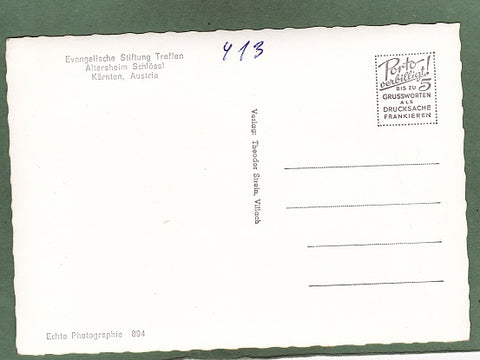 Evangelische Stiftung Treffen
Altersheim Schlössl
Kärnten, Austria
413
Porto
verbilligt!
BIS ZU 5
GRUSSWORTEN
ALS
DRUCKSACHE
FRANKIEREN
Verlag: Theodor Strein, Villach
Echte Photographie 894